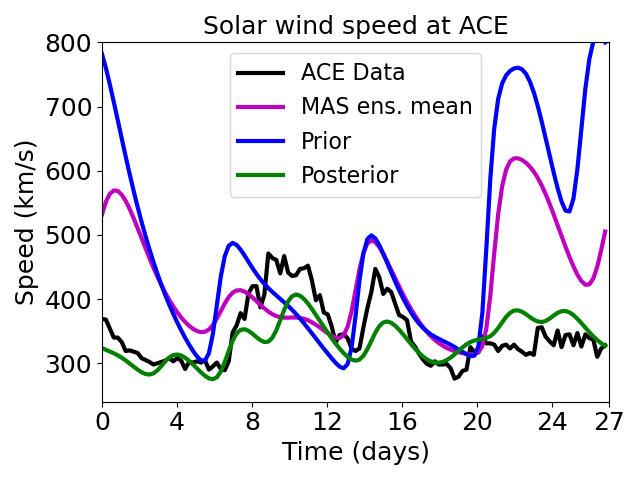 Solar wind speed at ACE
Speed (km/s)
800
700
600
500
400
300
ACE Data
MAS ens. mean
Prior
Posterior
0 4 8 12 16 20 24 27
Time (days)